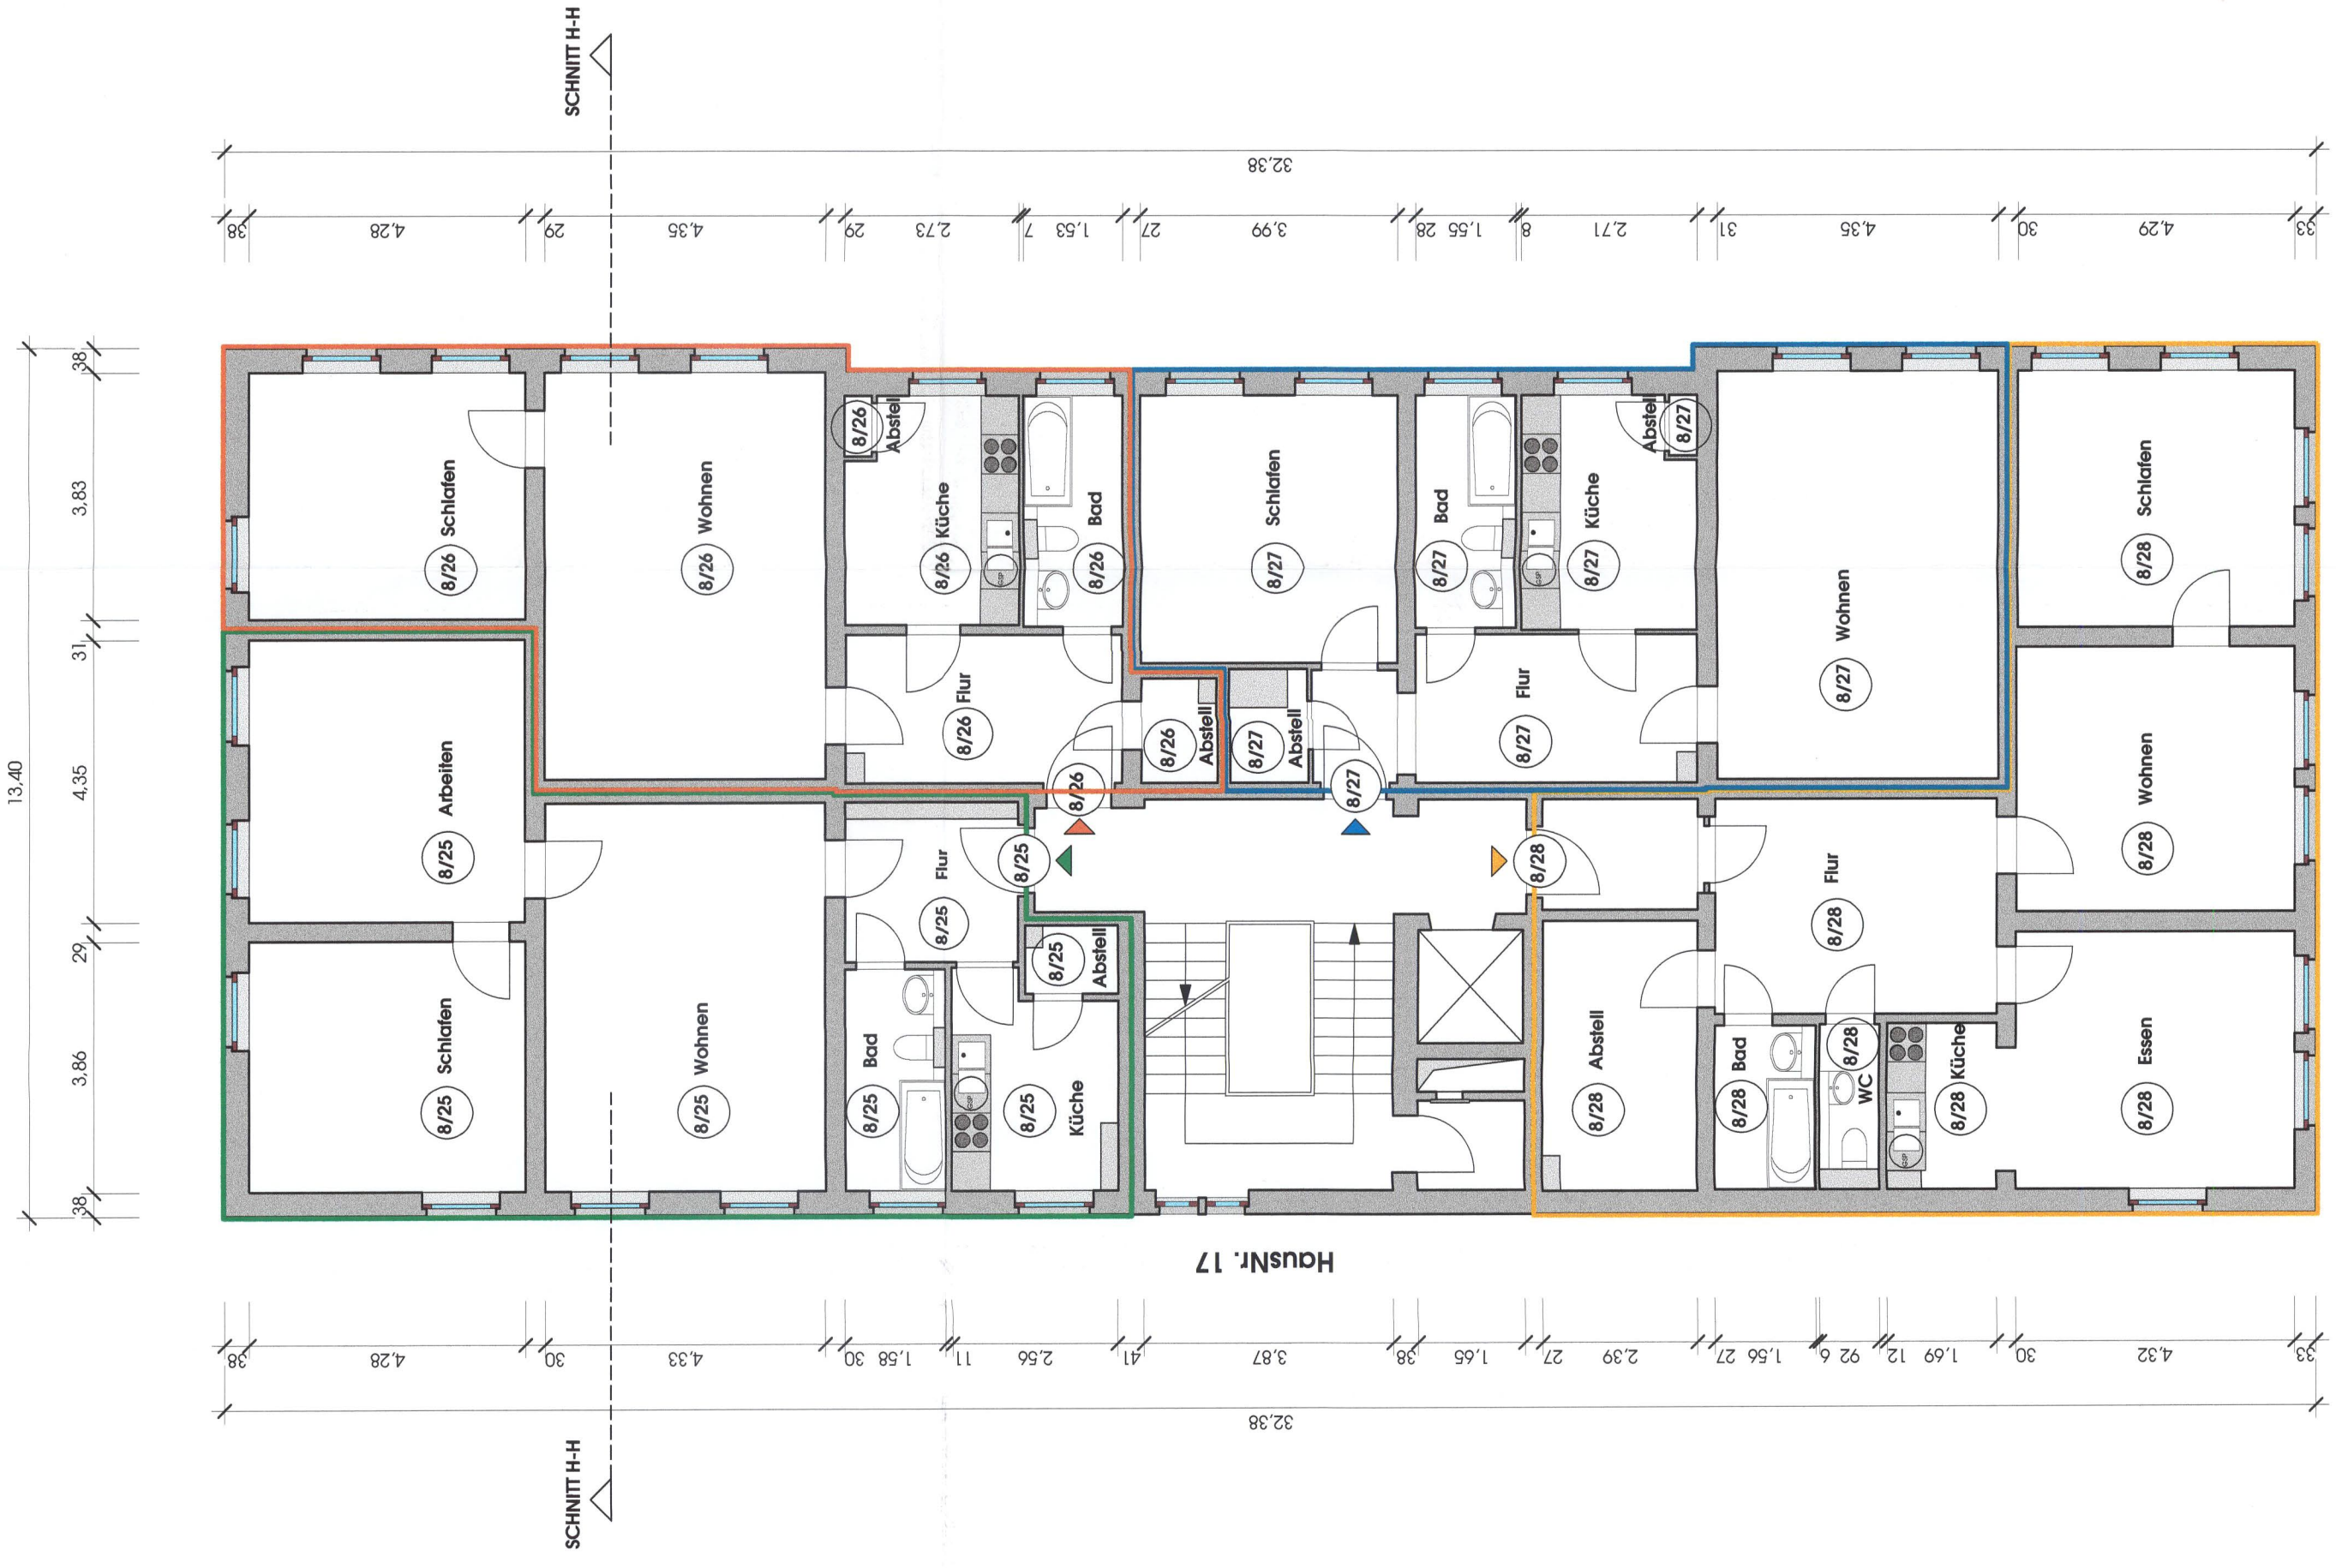 SCHNITT H-H
32,38
38
4,28
29
4,35
29
2,73
7
1,53
27
3,99
28
1,55
8
2,71
31
4,35
30
4,29
33
13,40
38
3,83
31
4,35
29
3,86
38
8/26 Schlafen
8/26 Wohnen
8/26 Abstell
8/26 Küche
GSP
8/26 Bad
8/26 Flur
8/26 Abstell
8/26
8/27 Schlafen
8/27 Bad
8/27 Küche
GSP
8/27 Abstell
8/27 Wohnen
8/27 Abstell
8/27 Flur
8/27
8/28 Schlafen
8/28 Wohnen
8/25 Arbeiten
8/25 Schlafen
8/25 Wohnen
8/25 Flur
8/25
8/25 Abstell
8/25 Bad
8/25 Küche
GSP
8/28
8/28 Flur
8/28 Abstell
8/28 Bad
8/28 WC
8/28 Küche
GSP
8/28 Essen
HausNr. 17
38
4,28
30
4,33
30
1,58
11
2,56
41
3,87
38
1,65
27
2,39
27
1,56
6
92
12
1,69
30
4,32
33
32,38
SCHNITT H-H